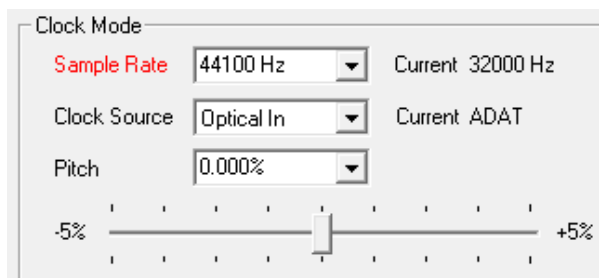 Clock Mode
Sample Rate 44100 Hz Current 32000 Hz
Clock Source Optical In Current ADAT
Pitch 0.000%
-5% +5%